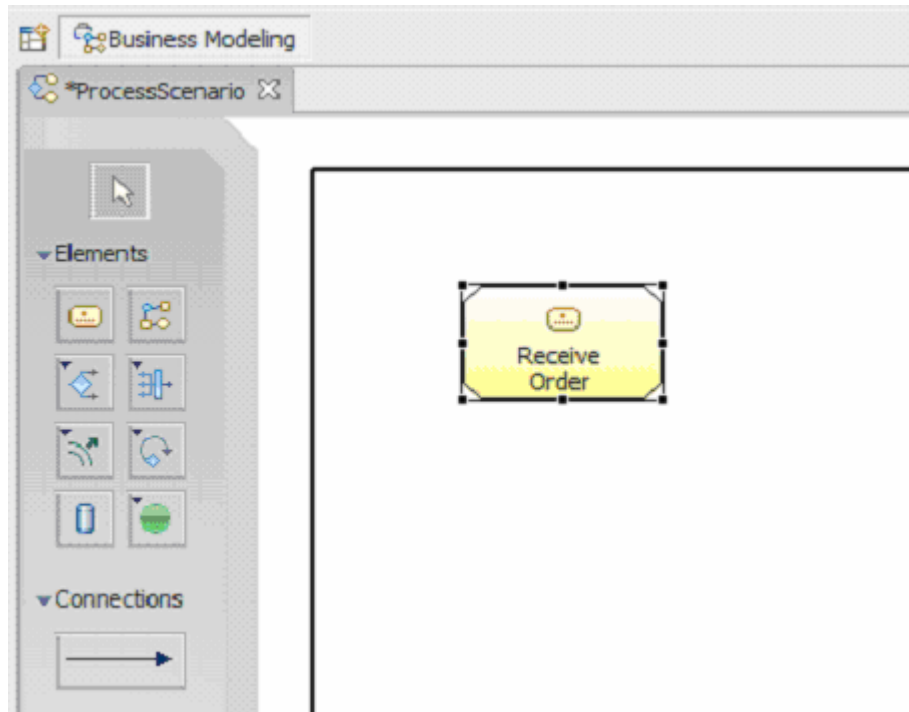 Business Modeling
*ProcessScenario
Elements
Receive
Order
Connections